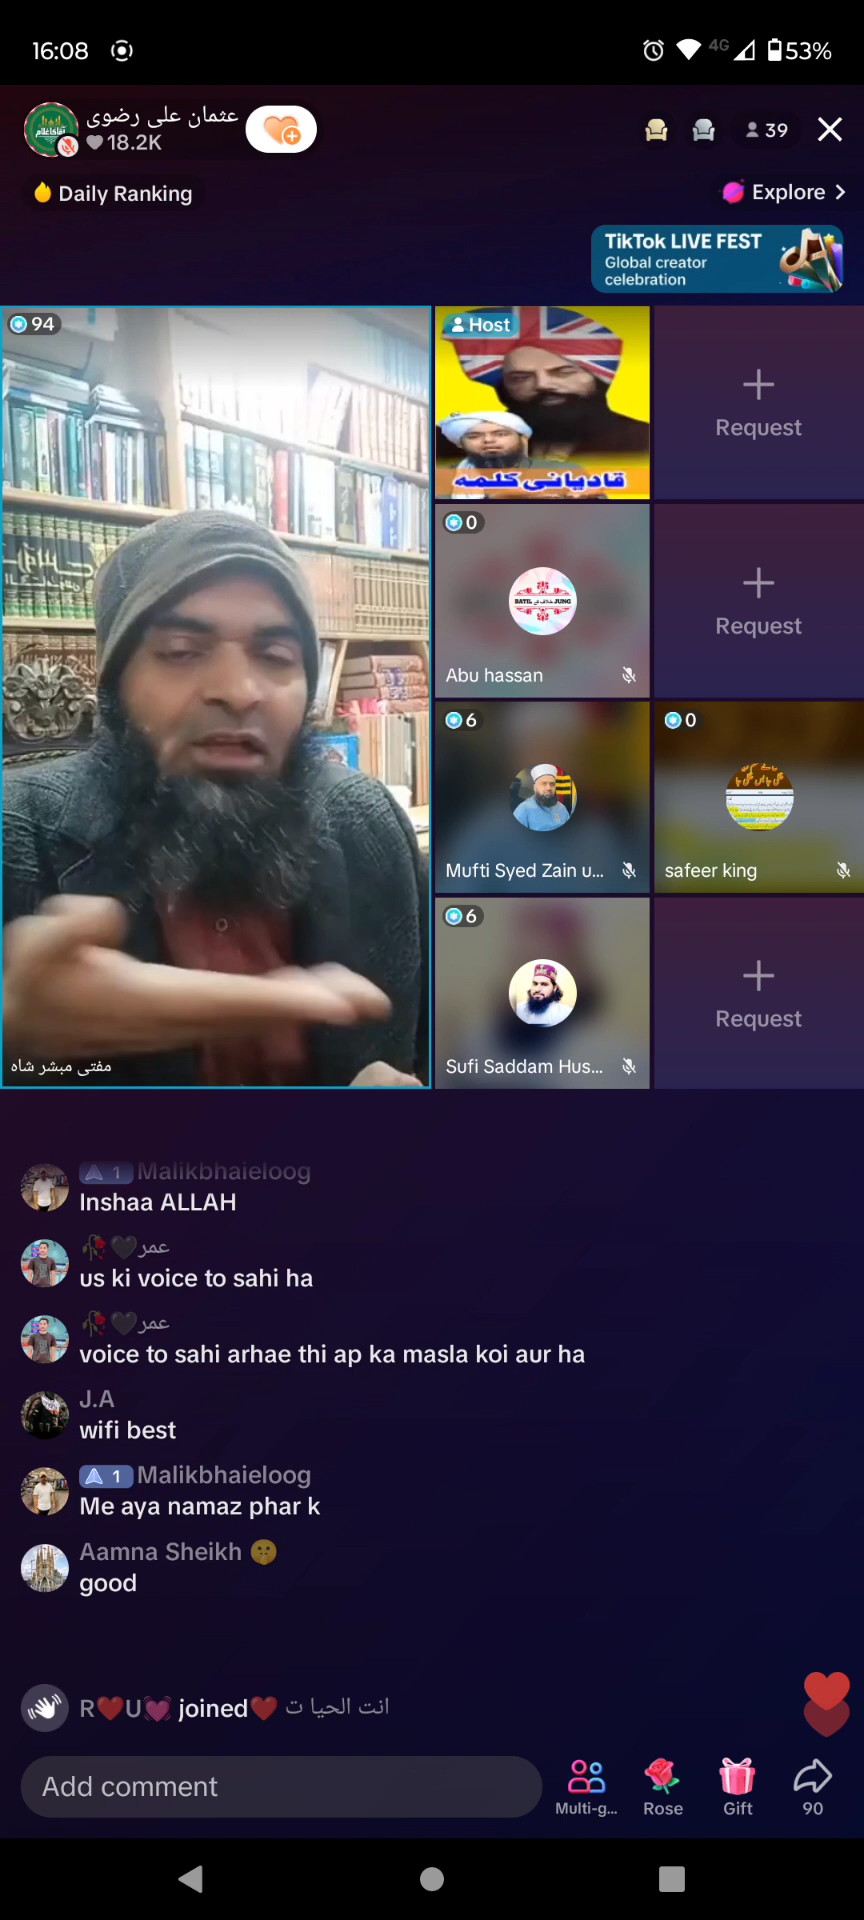 16:08
4G
53%
عثمان علی رضوی
18.2K
39
Daily Ranking
Explore
TikTok LIVE FEST
Global creator
celebration
94
Host
قادیانی کلمہ
Request
0
BATIL
JUNG
Abu hassan
Request
6
Mufti Syed Zain u...
0
safeer king
6
Sufi Saddam Hus...
Request
مفتی مبشر شاہ
1 Malikbhaieloog
Inshaa ALLAH
عمر
us ki voice to sahi ha
عمر
voice to sahi arhae thi ap ka masla koi aur ha
J.A
wifi best
1 Malikbhaieloog
Me aya namaz phar k
Aamna Sheikh
good
R❤️U💓 joined❤️ انت الحيا ت
Add comment
Multi-g...
Rose
Gift
90